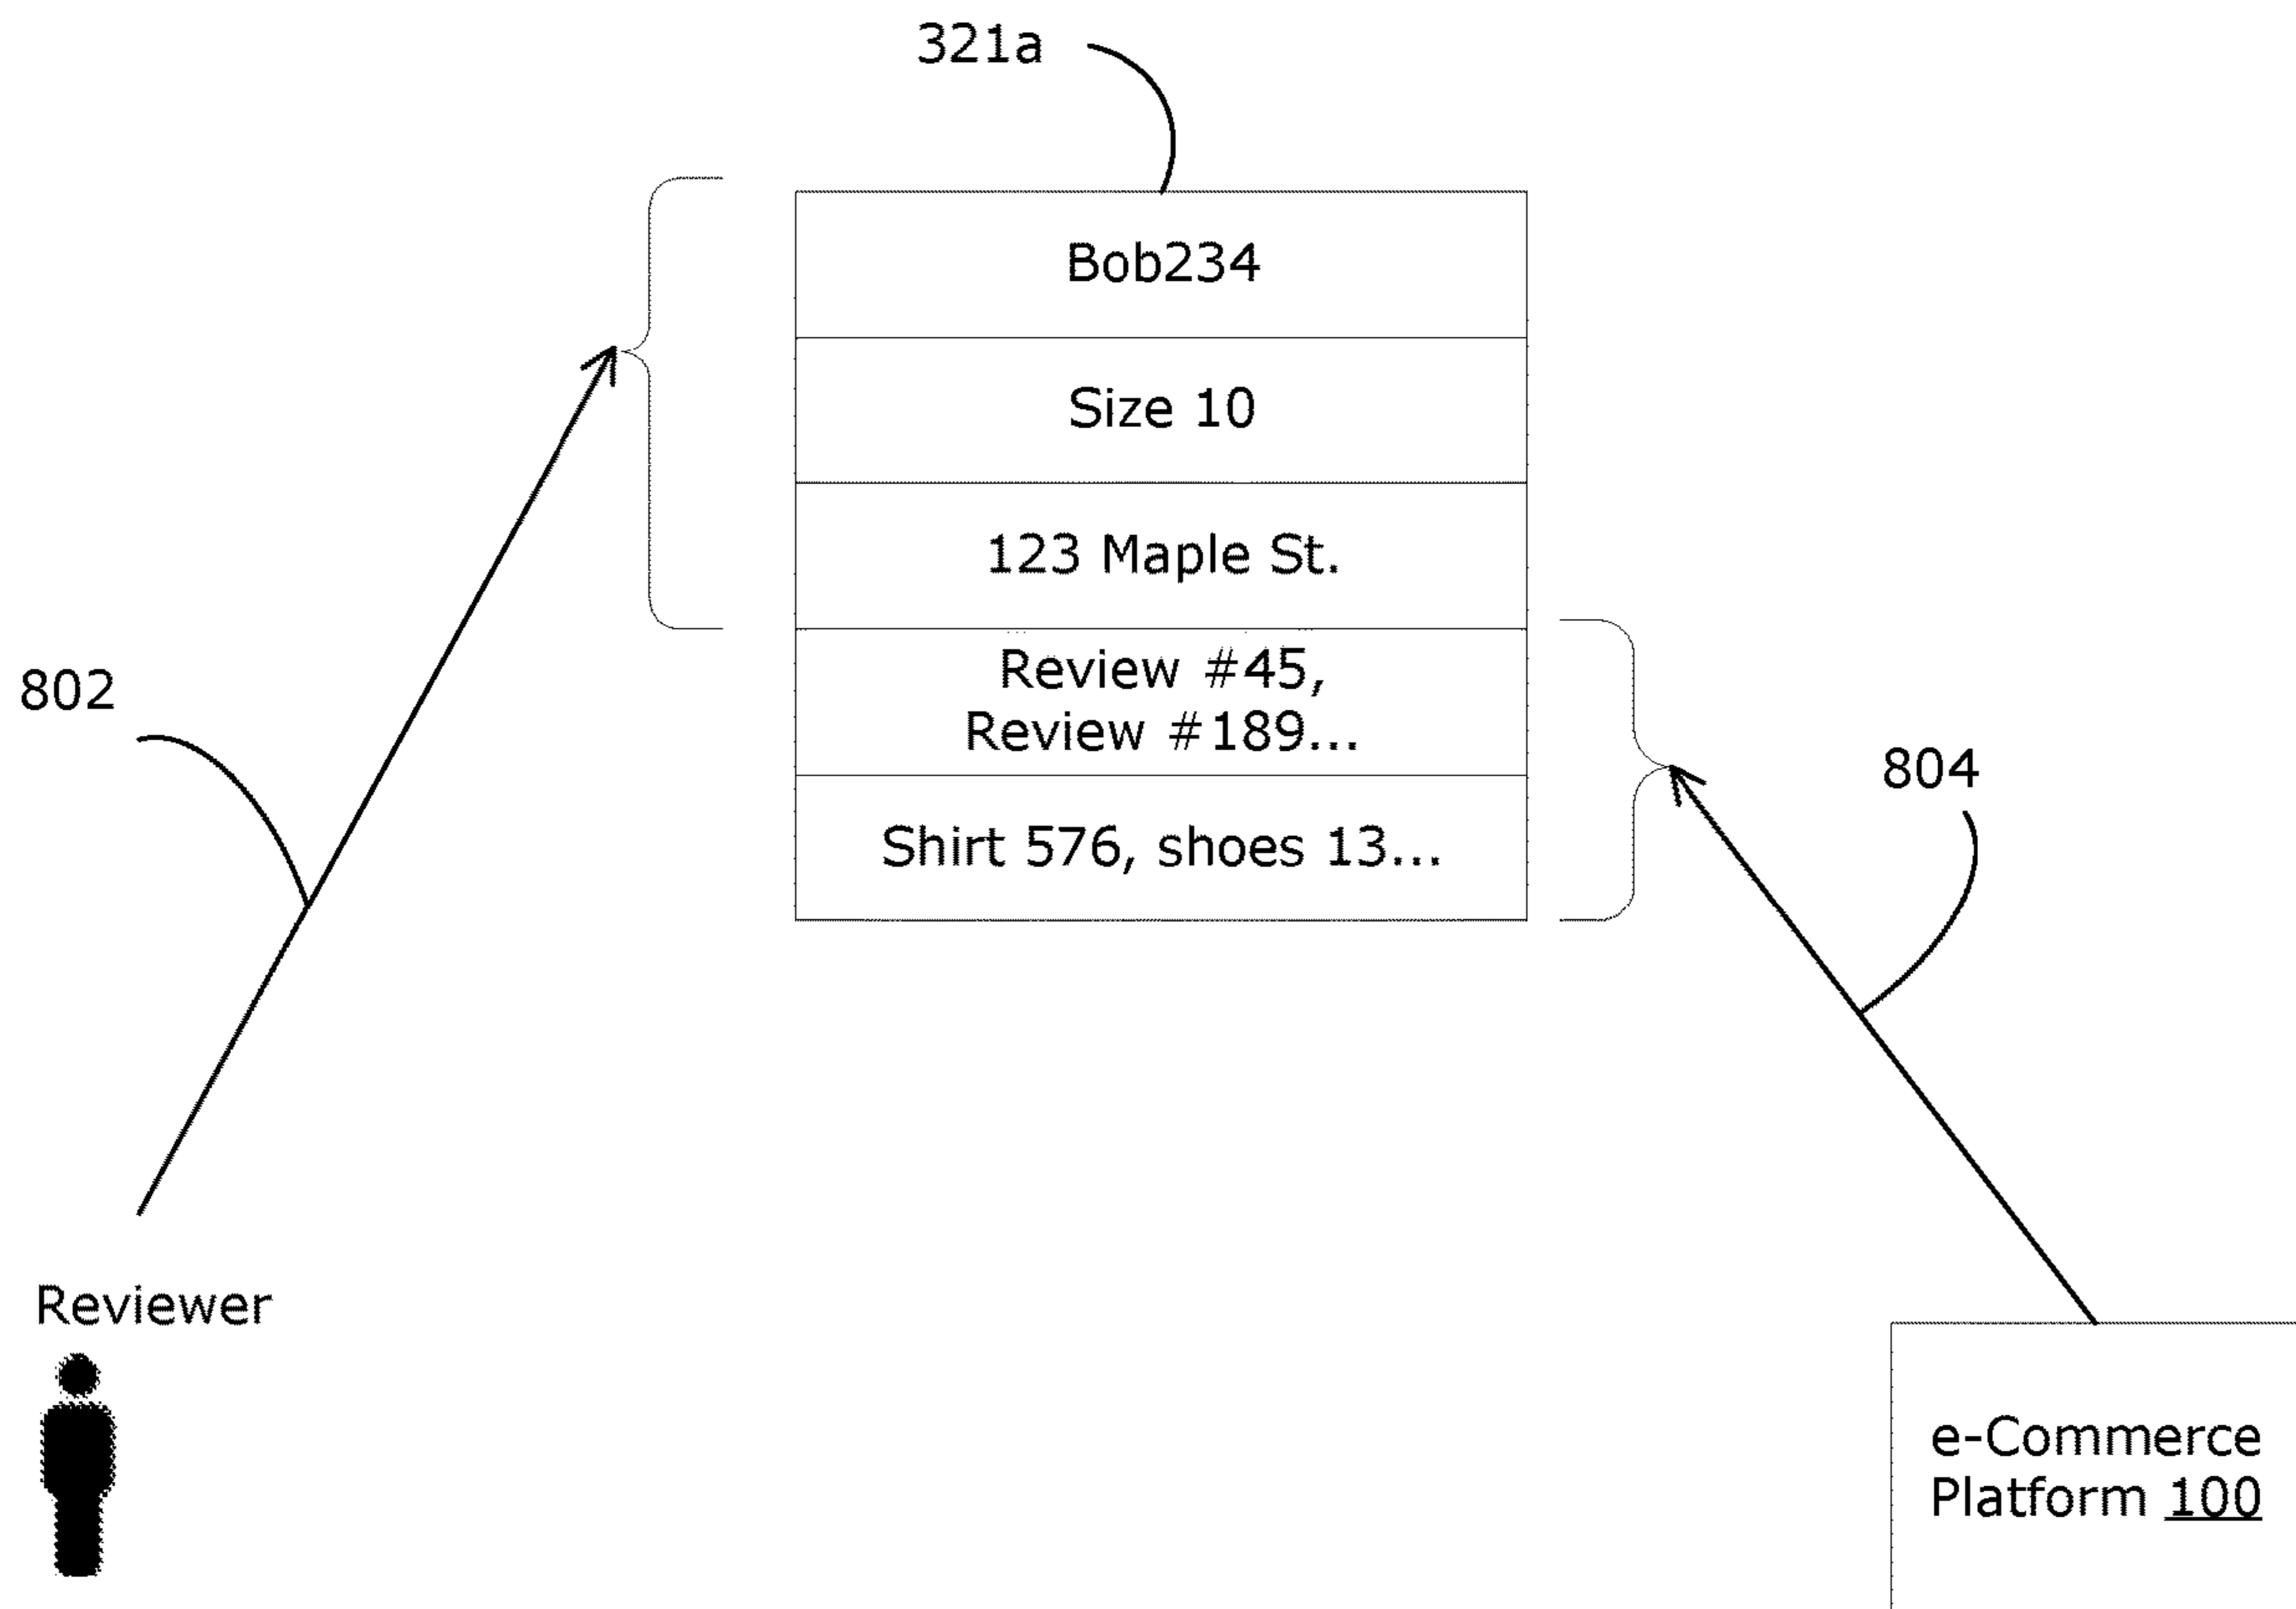 321a
Bob234
Size 10
123 Maple St.
Review #45,
Review #189...
Shirt 576, shoes 13...
802
804
Reviewer
e-Commerce
Platform 100